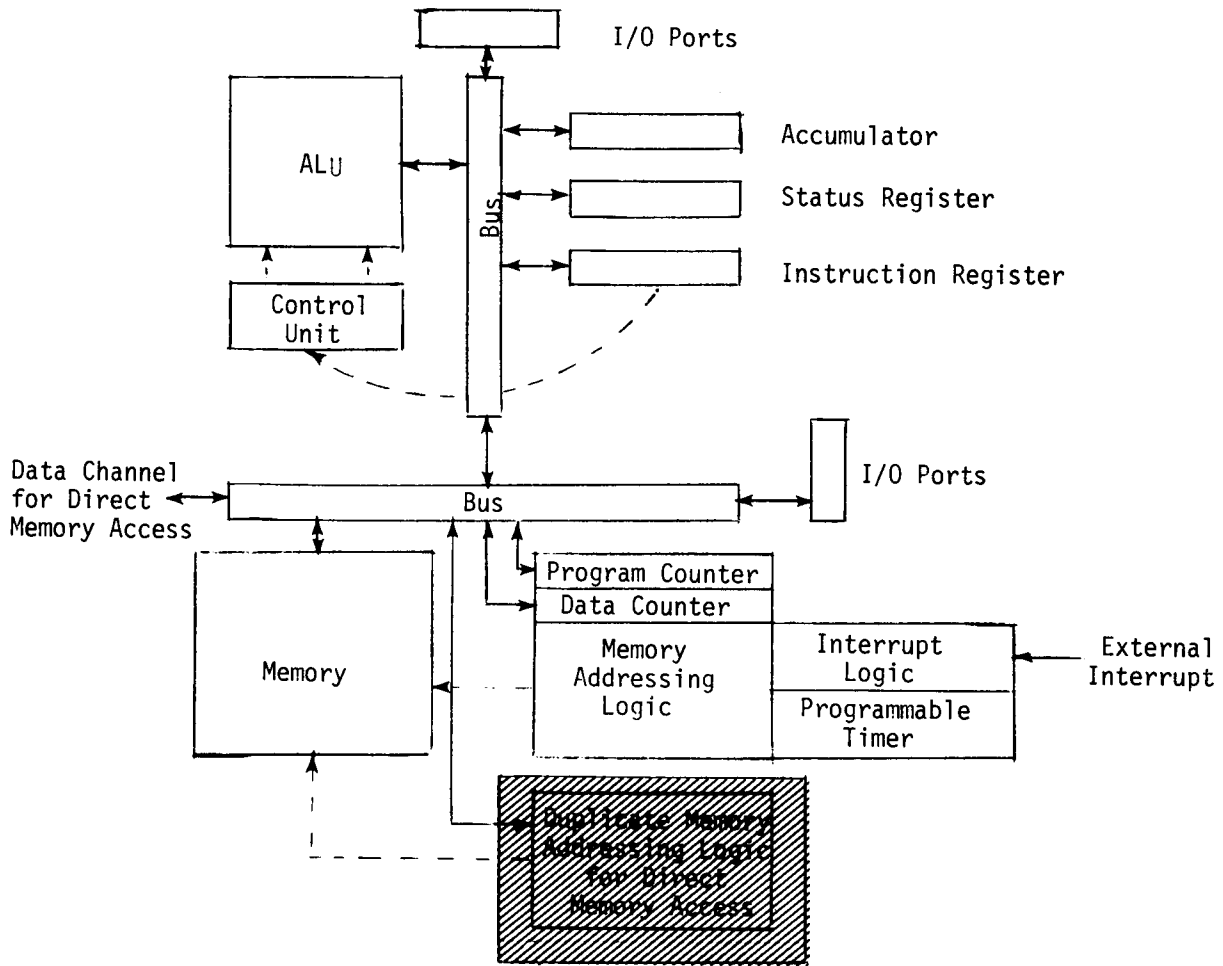 I/O Ports
ALU
Bus
Accumulator
Status Register
Instruction Register
Control
Unit
Data Channel
for Direct
Memory Access
Bus
I/O Ports
Memory
Program Counter
Data Counter
Memory
Addressing
Logic
Interrupt
Logic
Programmable
Timer
External
Interrupt
Duplicate Memory
Addressing Logic
for Direct
Memory Access